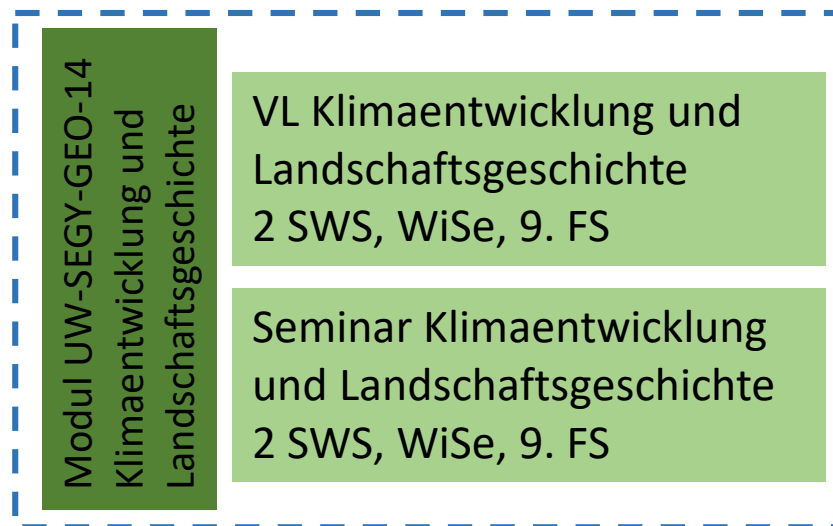 Modul UW-SEGY-GEO-14
Klimaentwicklung und
Landschaftsgeschichte
VL Klimaentwicklung und
Landschaftsgeschichte
2 SWS, WiSe, 9. FS
Seminar Klimaentwicklung
und Landschaftsgeschichte
2 SWS, WiSe, 9. FS